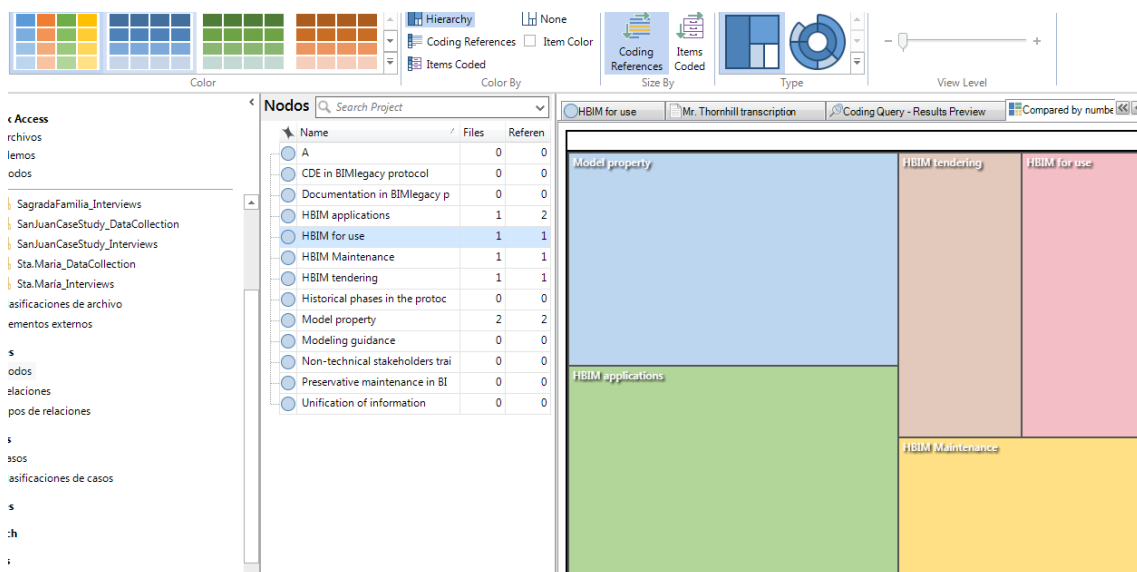 Hierarchy
None
Coding References
Item Color
Items Coded
Coding References
Items Coded
Color
Color By
Size By
Type
View Level
k Access
rchivos
emos
odos
SagradaFamilia_Interviews
SanJuanCaseStudy_DataCollection
SanJuanCaseStudy_Interviews
Sta.Maria_DataCollection
Sta.María_Interviews
asificaciones de archivo
ementos externos
s
odos
elaciones
pos de relaciones
s
asos
asificaciones de casos
s
ch
s
Nodos
Search Project
Name Files Referen
A 0 0
CDE in BIMlegacy protocol 0 0
Documentation in BIMlegacy p 0 0
HBIM applications 1 2
HBIM for use 1 1
HBIM Maintenance 1 1
HBIM tendering 1 1
Historical phases in the protoc 0 0
Model property 2 2
Modeling guidance 0 0
Non-technical stakeholders trai 0 0
Preservative maintenance in BI 0 0
Unification of information 0 0
HBIM for use
Mr. Thornhill transcription
Coding Query - Results Preview
Compared by numbe
Model property
HBIM tendering
HBIM for use
HBIM applications
HBIM Maintenance